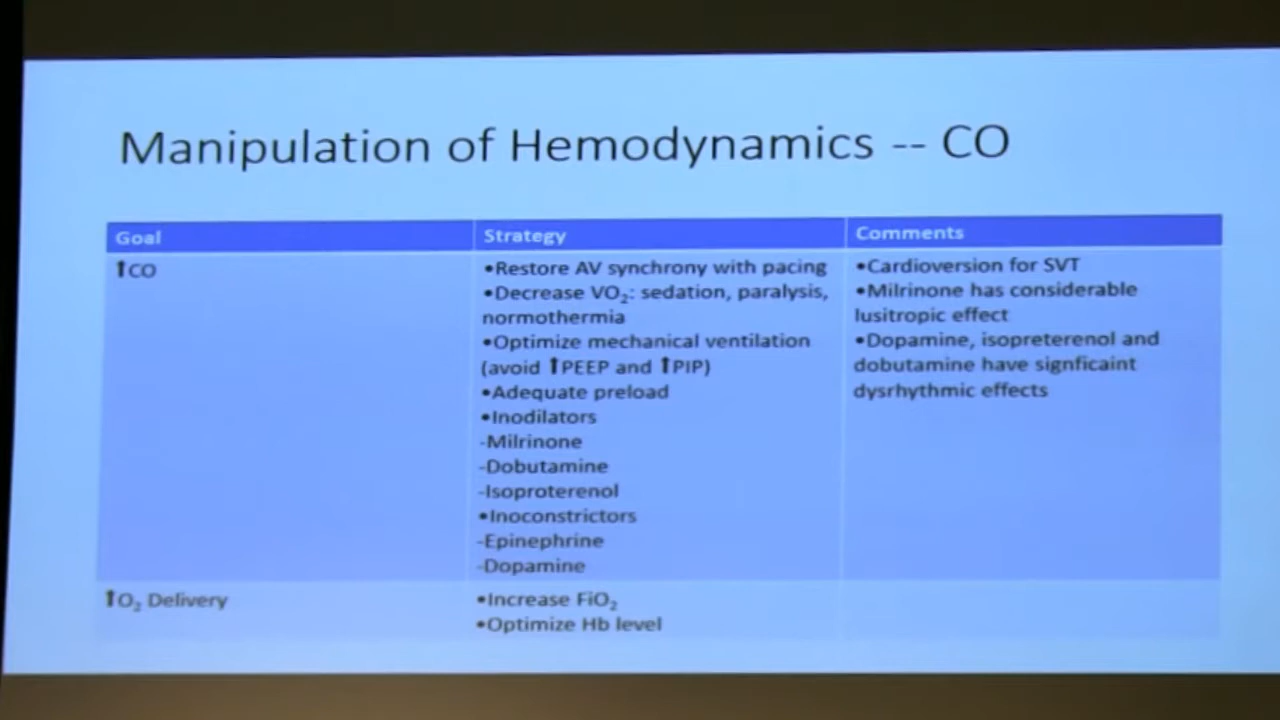 Manipulation of Hemodynamics -- CO
Goal
Strategy
Comments
↑CO
•Restore AV synchrony with pacing
•Decrease VO₂: sedation, paralysis,
normothermia
•Optimize mechanical ventilation
(avoid ↑PEEP and ↑PIP)
•Adequate preload
•Inodilators
-Milrinone
-Dobutamine
-Isoproterenol
•Inoconstrictors
-Epinephrine
-Dopamine
•Cardioversion for SVT
•Milrinone has considerable
lusitropic effect
•Dopamine, isopreterenol and
dobutamine have signficaint
dysrhythmic effects
↑O₂ Delivery
•Increase FiO₂
•Optimize Hb level